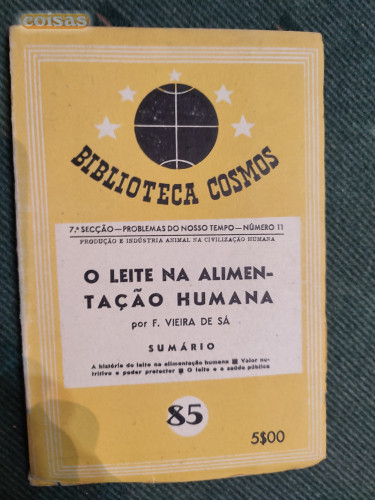 coisas
BIBLIOTECA COSMOS
7.ª SECÇÃO — PROBLEMAS DO NOSSO TEMPO — NÚMERO 11
PRODUÇÃO E INDÚSTRIA ANIMAL NA CIVILIZAÇÃO HUMANA
O LEITE NA ALIMEN-
TAÇÃO HUMANA
por F. VIEIRA DE SÁ
SUMÁRIO
A história do leite na alimentação humana ■ Valor nu-
tritivo e poder protector ■ O leite e a saúde pública
85
5$00